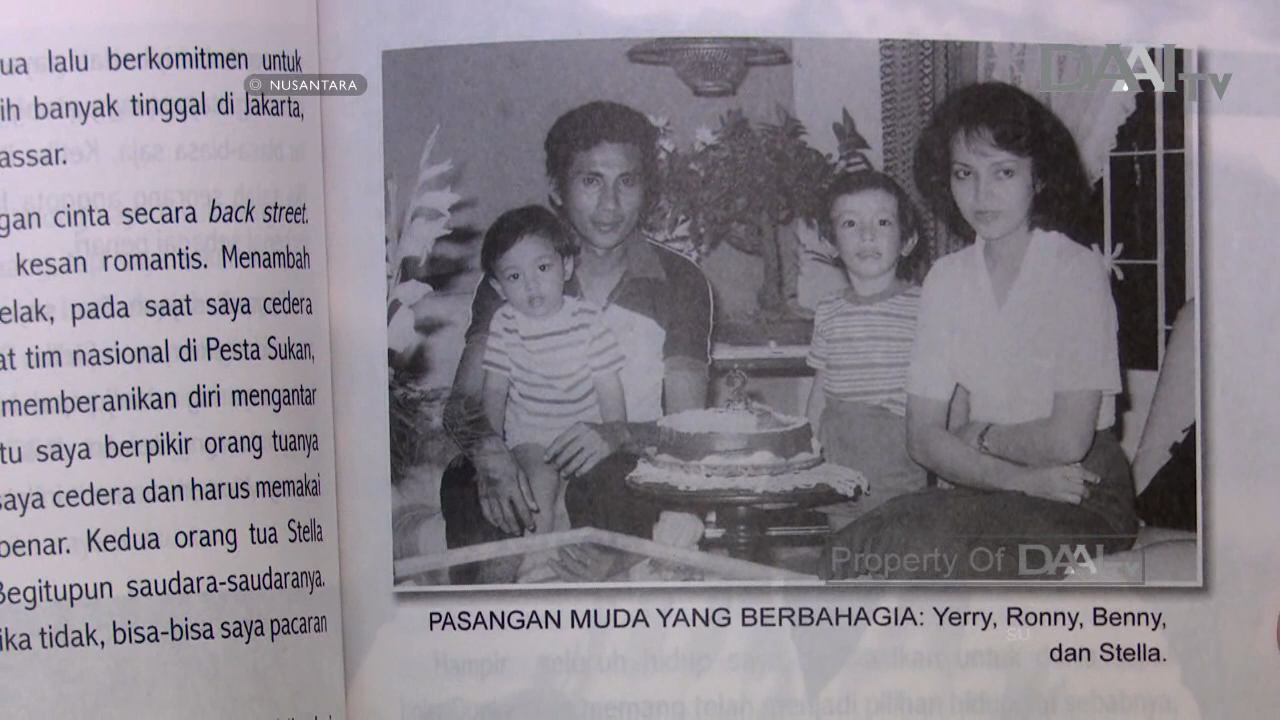 ua lalu berkomitmen untuk
ih banyak tinggal di Jakarta,
assar.
gan cinta secara back street.
kesan romantis. Menambah
elak, pada saat saya cedera
at tim nasional di Pesta Sukan,
memberanikan diri mengantar
tu saya berpikir orang tuanya
saya cedera dan harus memakai
benar. Kedua orang tua Stella
Begitupun saudara-saudaranya.
ika tidak, bisa-bisa saya pacaran
© NUSANTARA
DAAI TV
Property Of DAAI TV
PASANGAN MUDA YANG BERBAHAGIA: Yerry, Ronny, Benny,
dan Stella.